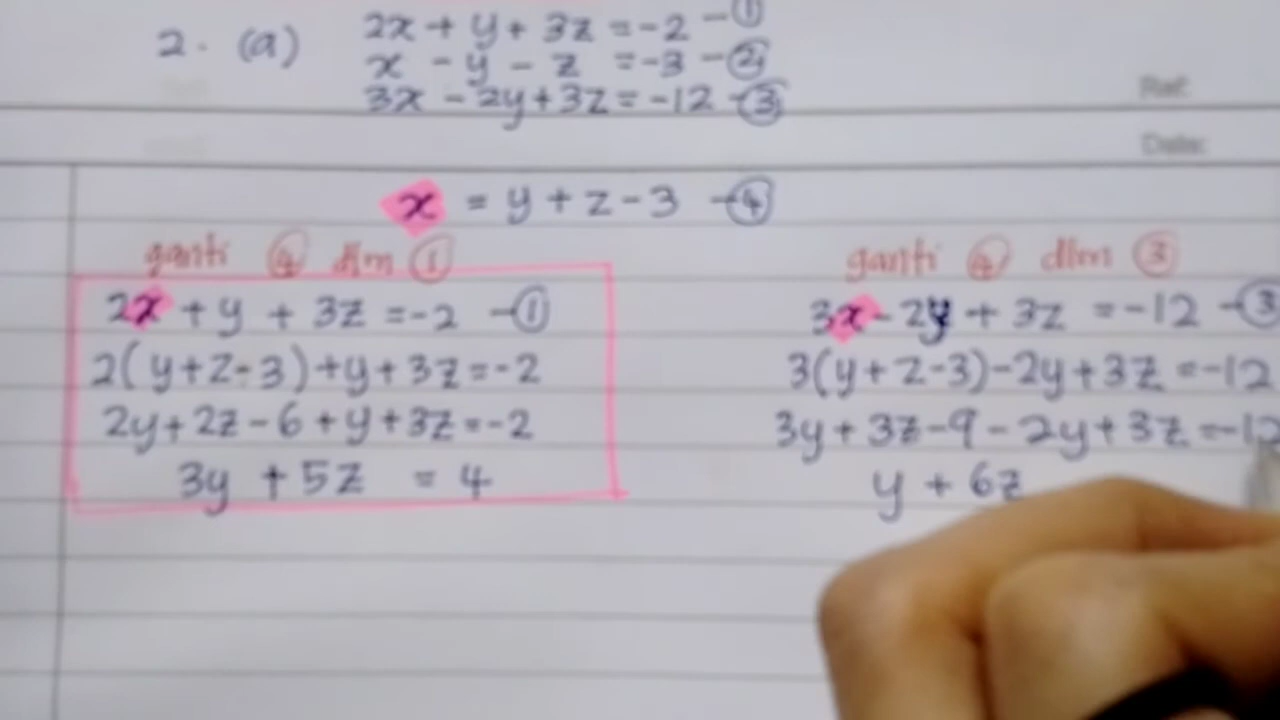 2. (a) 2x + y + 3z = -2 - ①
x - y - z = -3 - ②
3x - 2y + 3z = -12 - ③
Ref:
Date:
x = y + z - 3 - ④
ganti ④ dlm ①
2x + y + 3z = -2 - ①
2(y+z-3)+y+3z=-2
2y+2z-6+y+3z=-2
3y + 5z = 4
ganti ④ dlm ③
3x - 2y + 3z = -12 - ③
3(y+z-3)-2y+3z=-12
3y+3z-9-2y+3z=-12
y + 6z